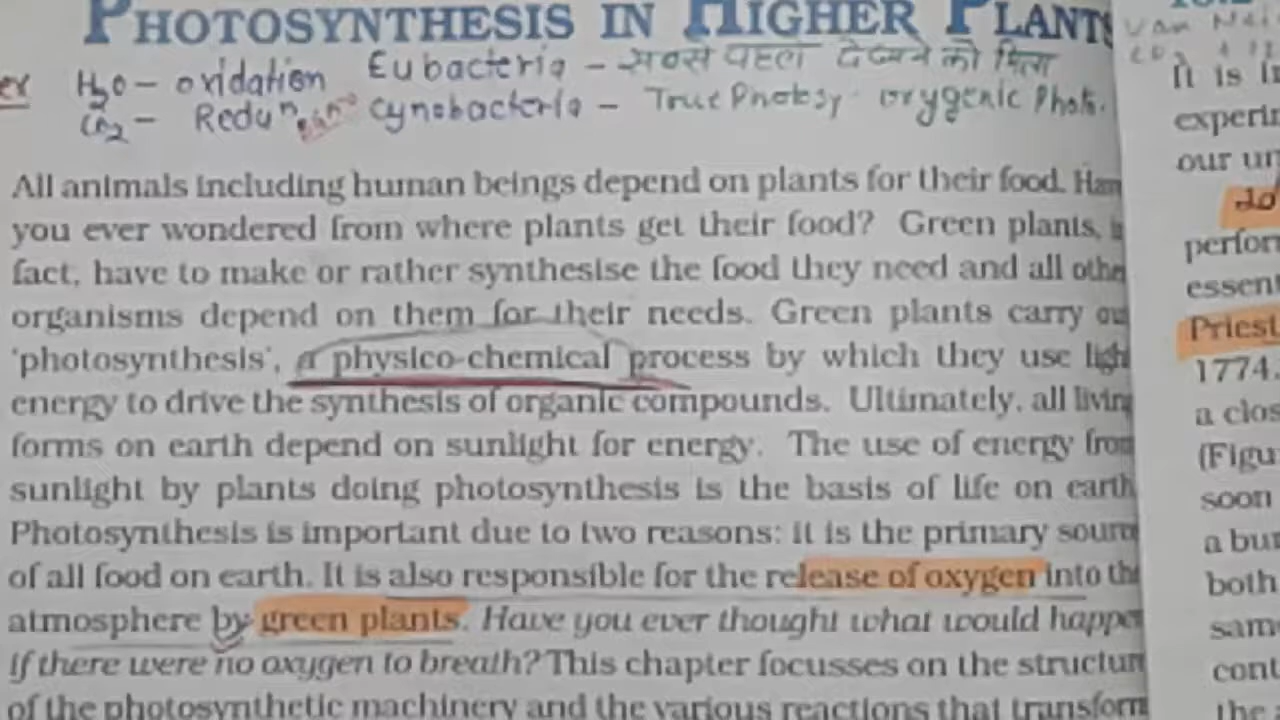 PHOTOSYNTHESIS IN HIGHER PLANTS
H2O - oxidation Eubacteria - सबसे पहला देखने को मिला
CO2 - Redun cynobacteria - True Photosy oxygenic Phot.
All animals including human beings depend on plants for their food. Have
you ever wondered from where plants get their food? Green plants, in
fact, have to make or rather synthesise the food they need and all other
organisms depend on them for their needs. Green plants carry out
'photosynthesis', a physico-chemical process by which they use light
energy to drive the synthesis of organic compounds. Ultimately, all living
forms on earth depend on sunlight for energy. The use of energy from
sunlight by plants doing photosynthesis is the basis of life on earth.
Photosynthesis is important due to two reasons: it is the primary source
of all food on earth. It is also responsible for the release of oxygen into the
atmosphere by green plants. Have you ever thought what would happen
if there were no oxygen to breath? This chapter focusses on the structure
of the photosynthetic machinery and the various reactions that transform
It is
experi
our un
perfor
essent
Priest
1774.
a clos
(Figu
soon
a bu
both
same
cont
the